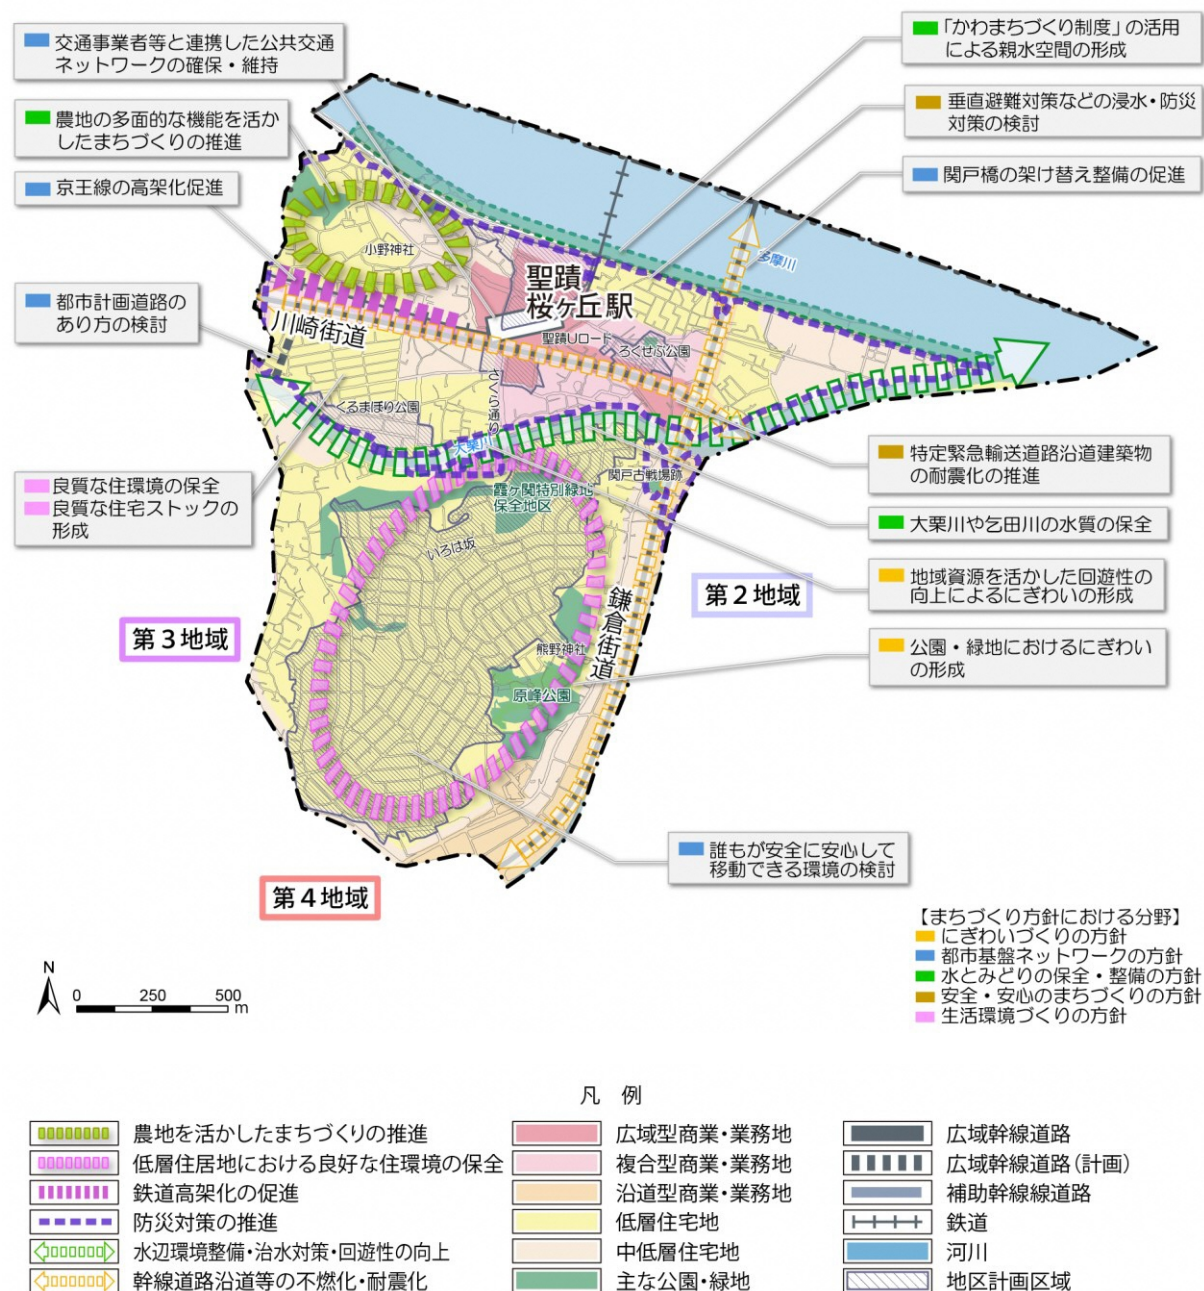 交通事業者等と連携した公共交通
ネットワークの確保・維持
農地の多面的な機能を活か
したまちづくりの推進
京王線の高架化促進
都市計画道路の
あり方の検討
良質な住環境の保全
良質な住宅ストックの
形成
「かわまちづくり制度」の活用
による親水空間の形成
垂直避難対策などの浸水・防災
対策の検討
関戸橋の架け替え整備の促進
特定緊急輸送道路沿道建築物
の耐震化の推進
大栗川や乞田川の水質の保全
地域資源を活かした回遊性の
向上によるにぎわいの形成
公園・緑地におけるにぎわい
の形成
誰もが安全に安心して
移動できる環境の検討
小野神社
聖蹟
桜ヶ丘駅
多摩川
川崎街道
聖蹟Uロード
ろくせぶ公園
さくら通り
くるまぼり公園
大栗川
関戸古戦場跡
霞ヶ関特別緑地
保全地区
いろは坂
鎌倉街道
熊野神社
原峰公園
第2地域
第3地域
第4地域
N
0 250 500
m
【まちづくり方針における分野】
にぎわいづくりの方針
都市基盤ネットワークの方針
水とみどりの保全・整備の方針
安全・安心のまちづくりの方針
生活環境づくりの方針
凡 例
農地を活かしたまちづくりの推進
低層住居地における良好な住環境の保全
鉄道高架化の促進
防災対策の推進
水辺環境整備・治水対策・回遊性の向上
幹線道路沿道等の不燃化・耐震化
広域型商業・業務地
複合型商業・業務地
沿道型商業・業務地
低層住宅地
中低層住宅地
主な公園・緑地
広域幹線道路
広域幹線道路（計画）
補助幹線線道路
鉄道
河川
地区計画区域